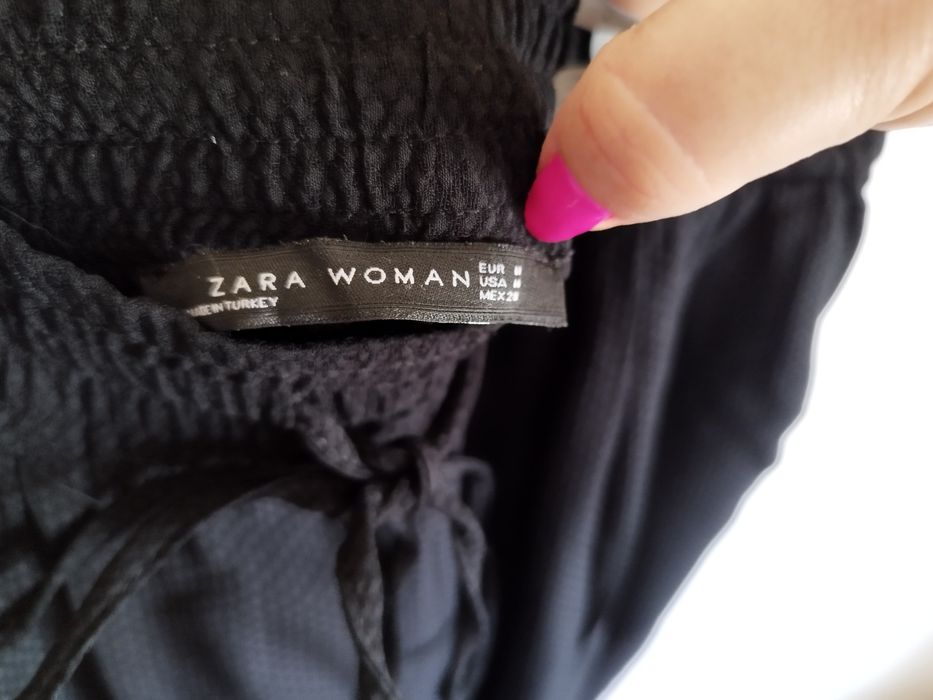 ZARA WOMAN
MADE IN TURKEY
EUR M
USA M
MEX 28